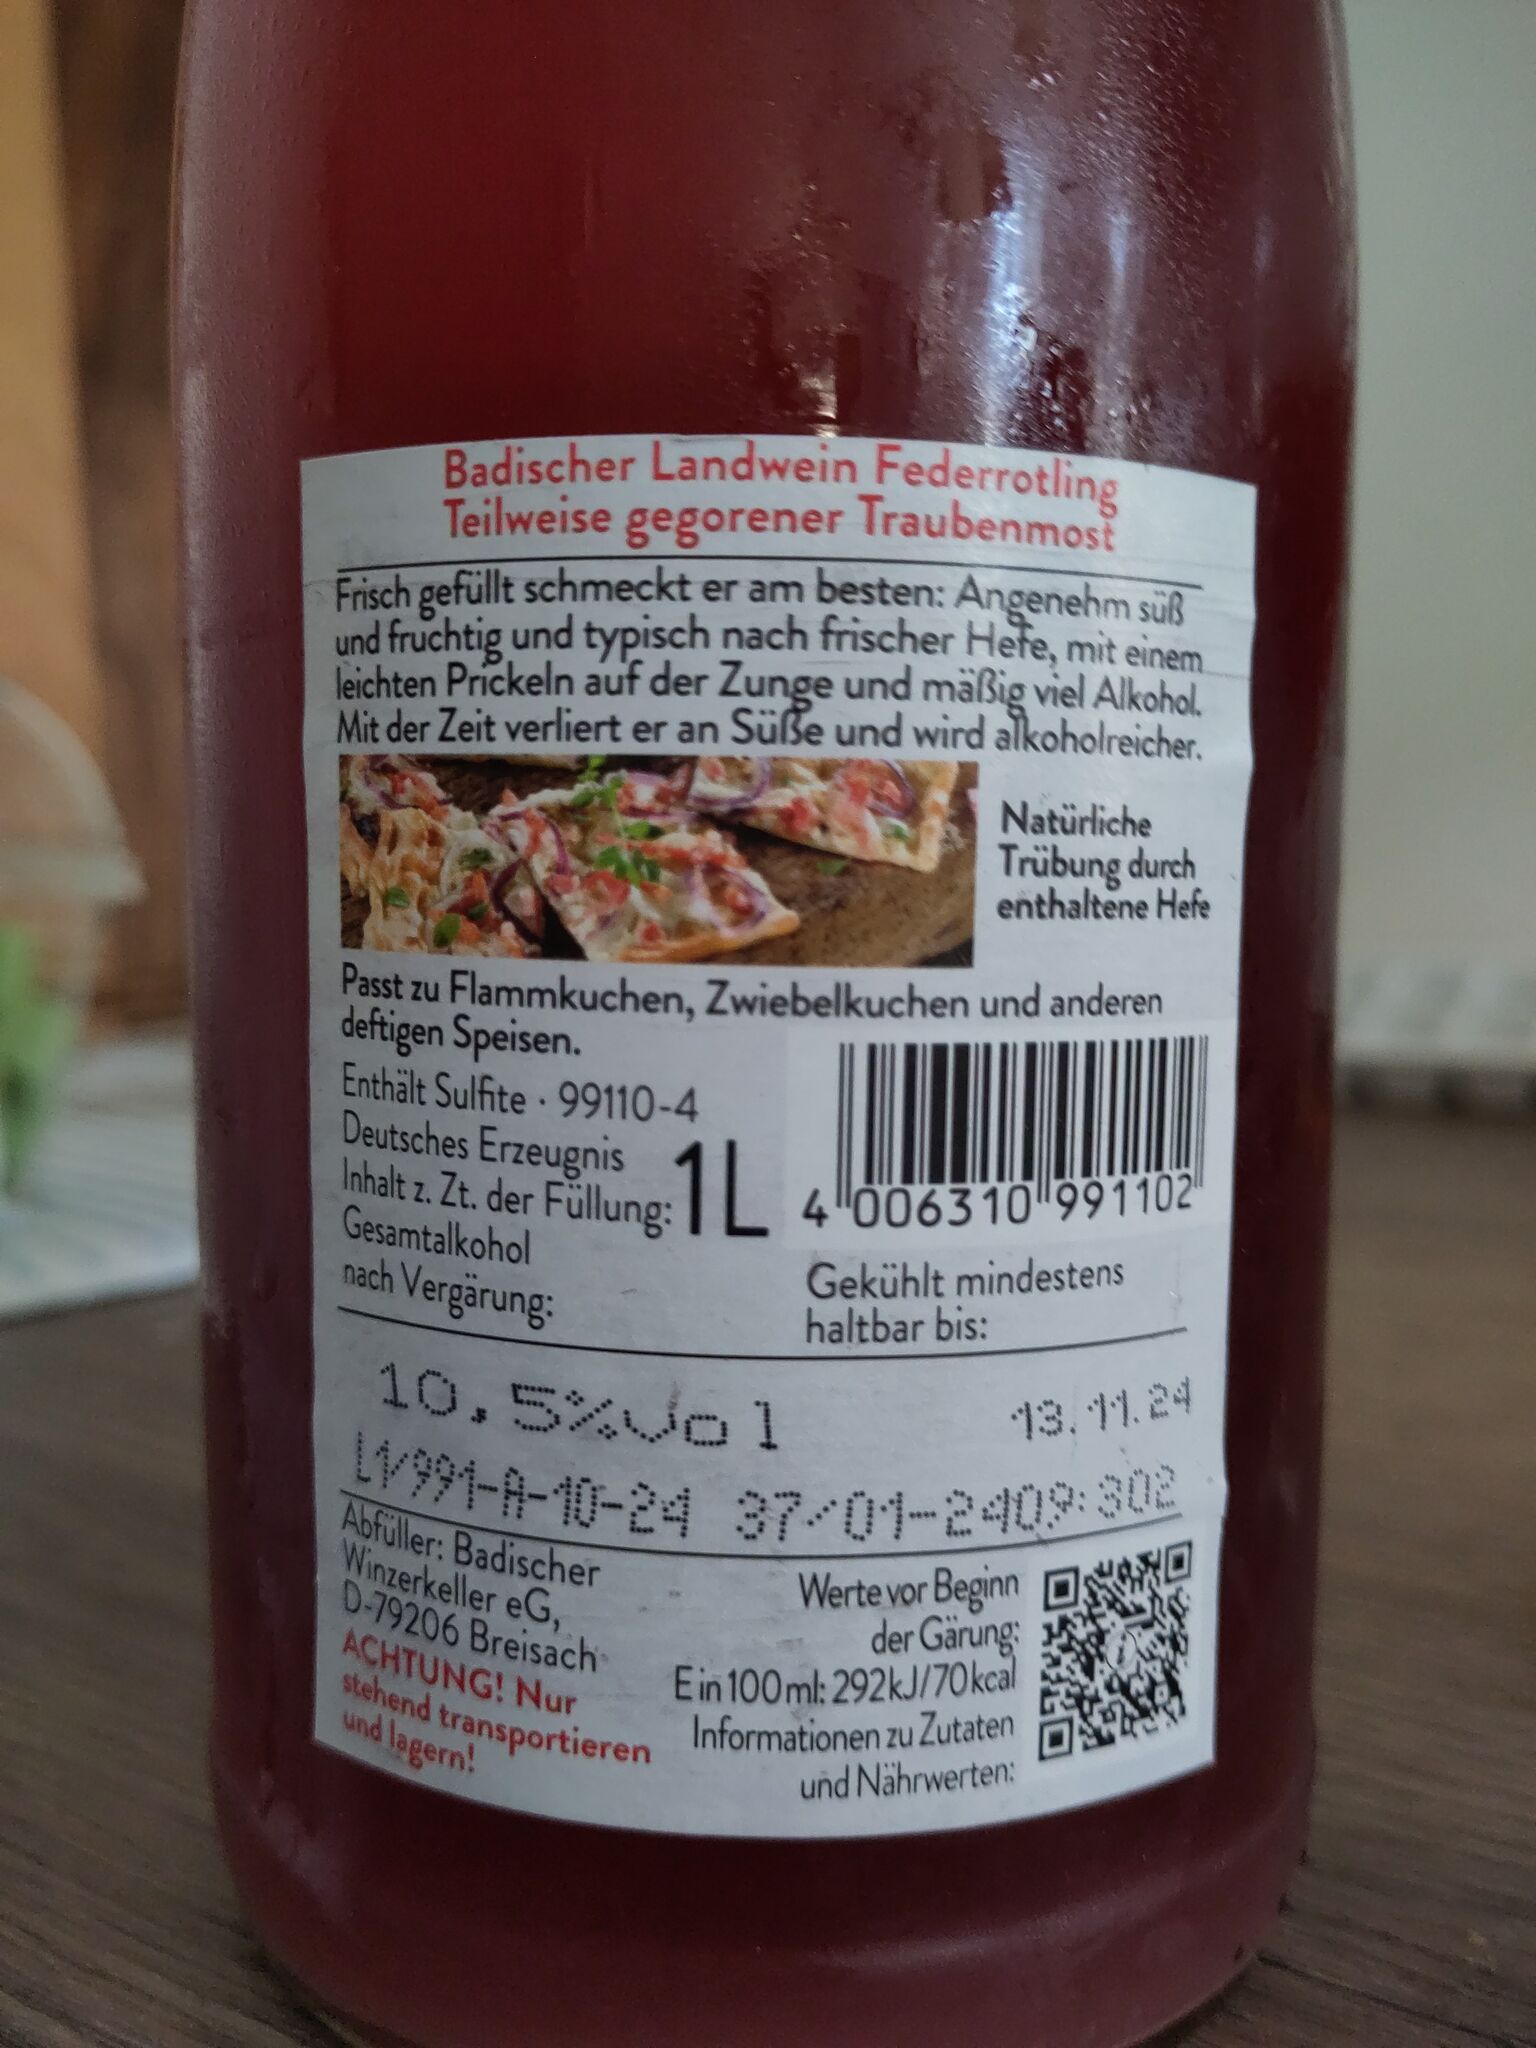 Badischer Landwein Federrotling
Teilweise gegorener Traubenmost
Frisch gefüllt schmeckt er am besten: Angenehm süß
und fruchtig und typisch nach frischer Hefe, mit einem
leichten Prickeln auf der Zunge und mäßig viel Alkohol.
Mit der Zeit verliert er an Süße und wird alkoholreicher.
Natürliche
Trübung durch
enthaltene Hefe
Passt zu Flammkuchen, Zwiebelkuchen und anderen
deftigen Speisen.
Enthält Sulfite · 99110-4
Deutsches Erzeugnis
Inhalt z. Zt. der Füllung: 1L
Gesamtalkohol
nach Vergärung:
4 006310 991102
Gekühlt mindestens
haltbar bis:
10,5%vol 13.11.24
L1/991-A-10-24 37/01-2409:302
Abfüller: Badischer
Winzerkeller eG,
D-79206 Breisach
ACHTUNG! Nur
stehend transportieren
und lagern!
Werte vor Beginn
der Gärung:
E in 100 ml: 292 kJ/70 kcal
Informationen zu Zutaten
und Nährwerten: